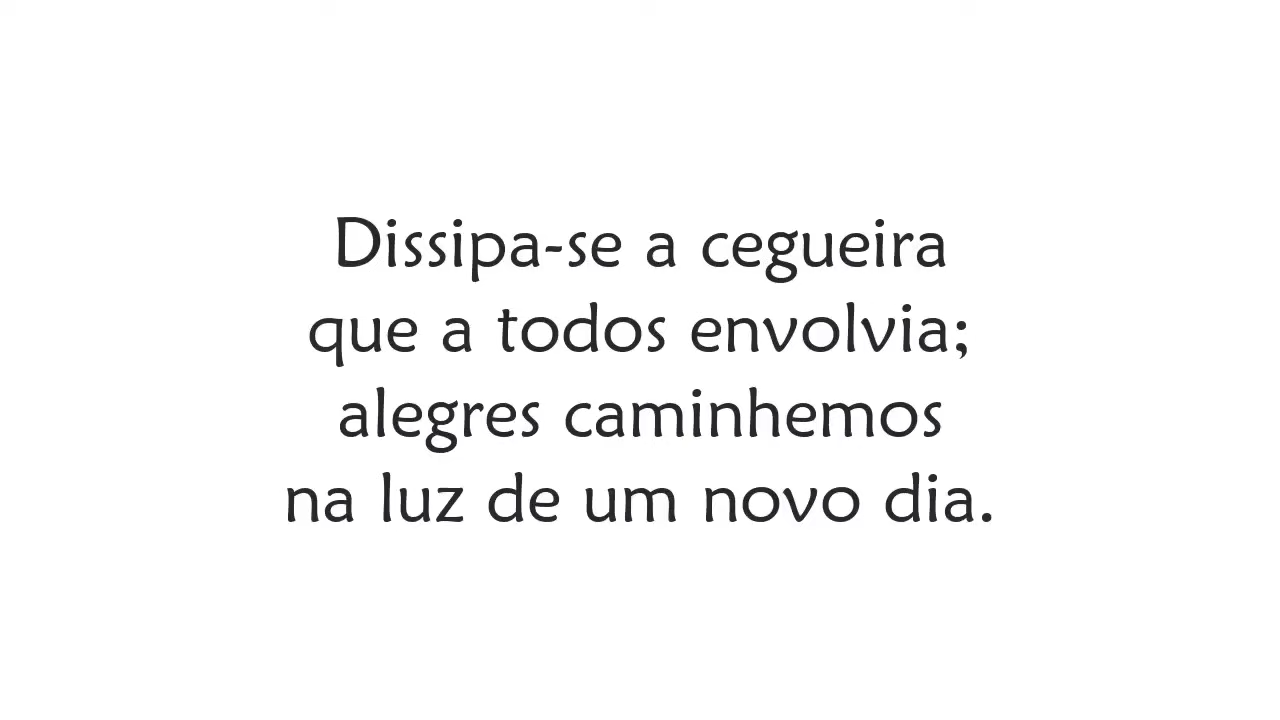 Dissipa-se a cegueira
que a todos envolvia;
alegres caminhemos
na luz de um novo dia.